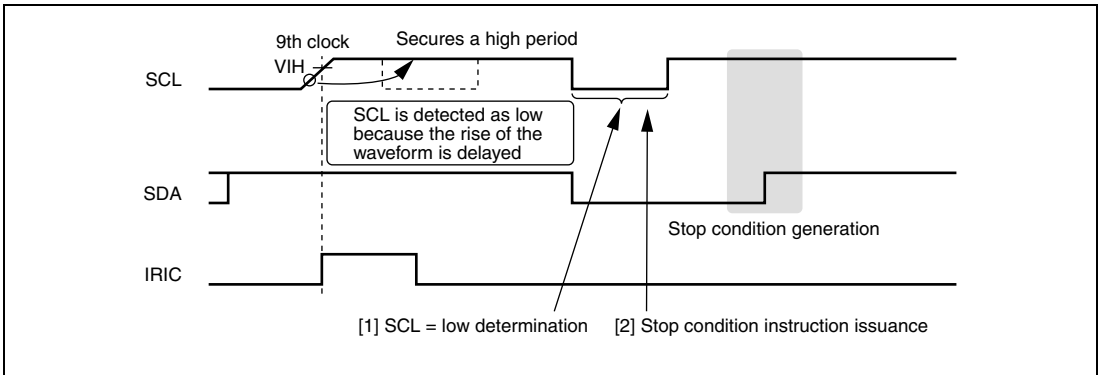 9th clock
Secures a high period
VIH
SCL
SCL is detected as low
because the rise of the
waveform is delayed
SDA
Stop condition generation
IRIC
[1] SCL = low determination
[2] Stop condition instruction issuance